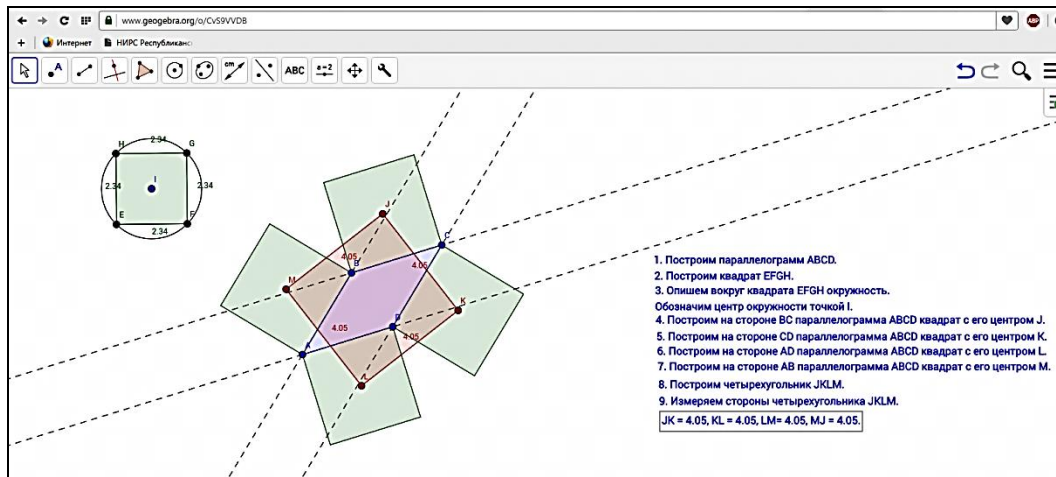 www.geogebra.org/o/CvS9VVDB
ABP
+ Интернет НИРС Республиканс
A cm ABC a=2
H 2.34 G
2.34 I 2.34
E F
2.34
J
C
B 4.05 4.05
M
K
4.05 D
4.05
A
L
1. Построим параллелограмм ABCD.
2. Построим квадрат EFGH.
3. Опишем вокруг квадрата EFGH окружность.
Обозначим центр окружности точкой I.
4. Построим на стороне BC параллелограмма ABCD квадрат с его центром J.
5. Построим на стороне CD параллелограмма ABCD квадрат с его центром K.
6. Построим на стороне AD параллелограмма ABCD квадрат с его центром L.
7. Построим на стороне AB параллелограмма ABCD квадрат с его центром M.
8. Построим четырехугольник JKLM.
9. Измеряем стороны четырехугольника JKLM.
JK = 4.05, KL = 4.05, LM= 4.05, MJ = 4.05.